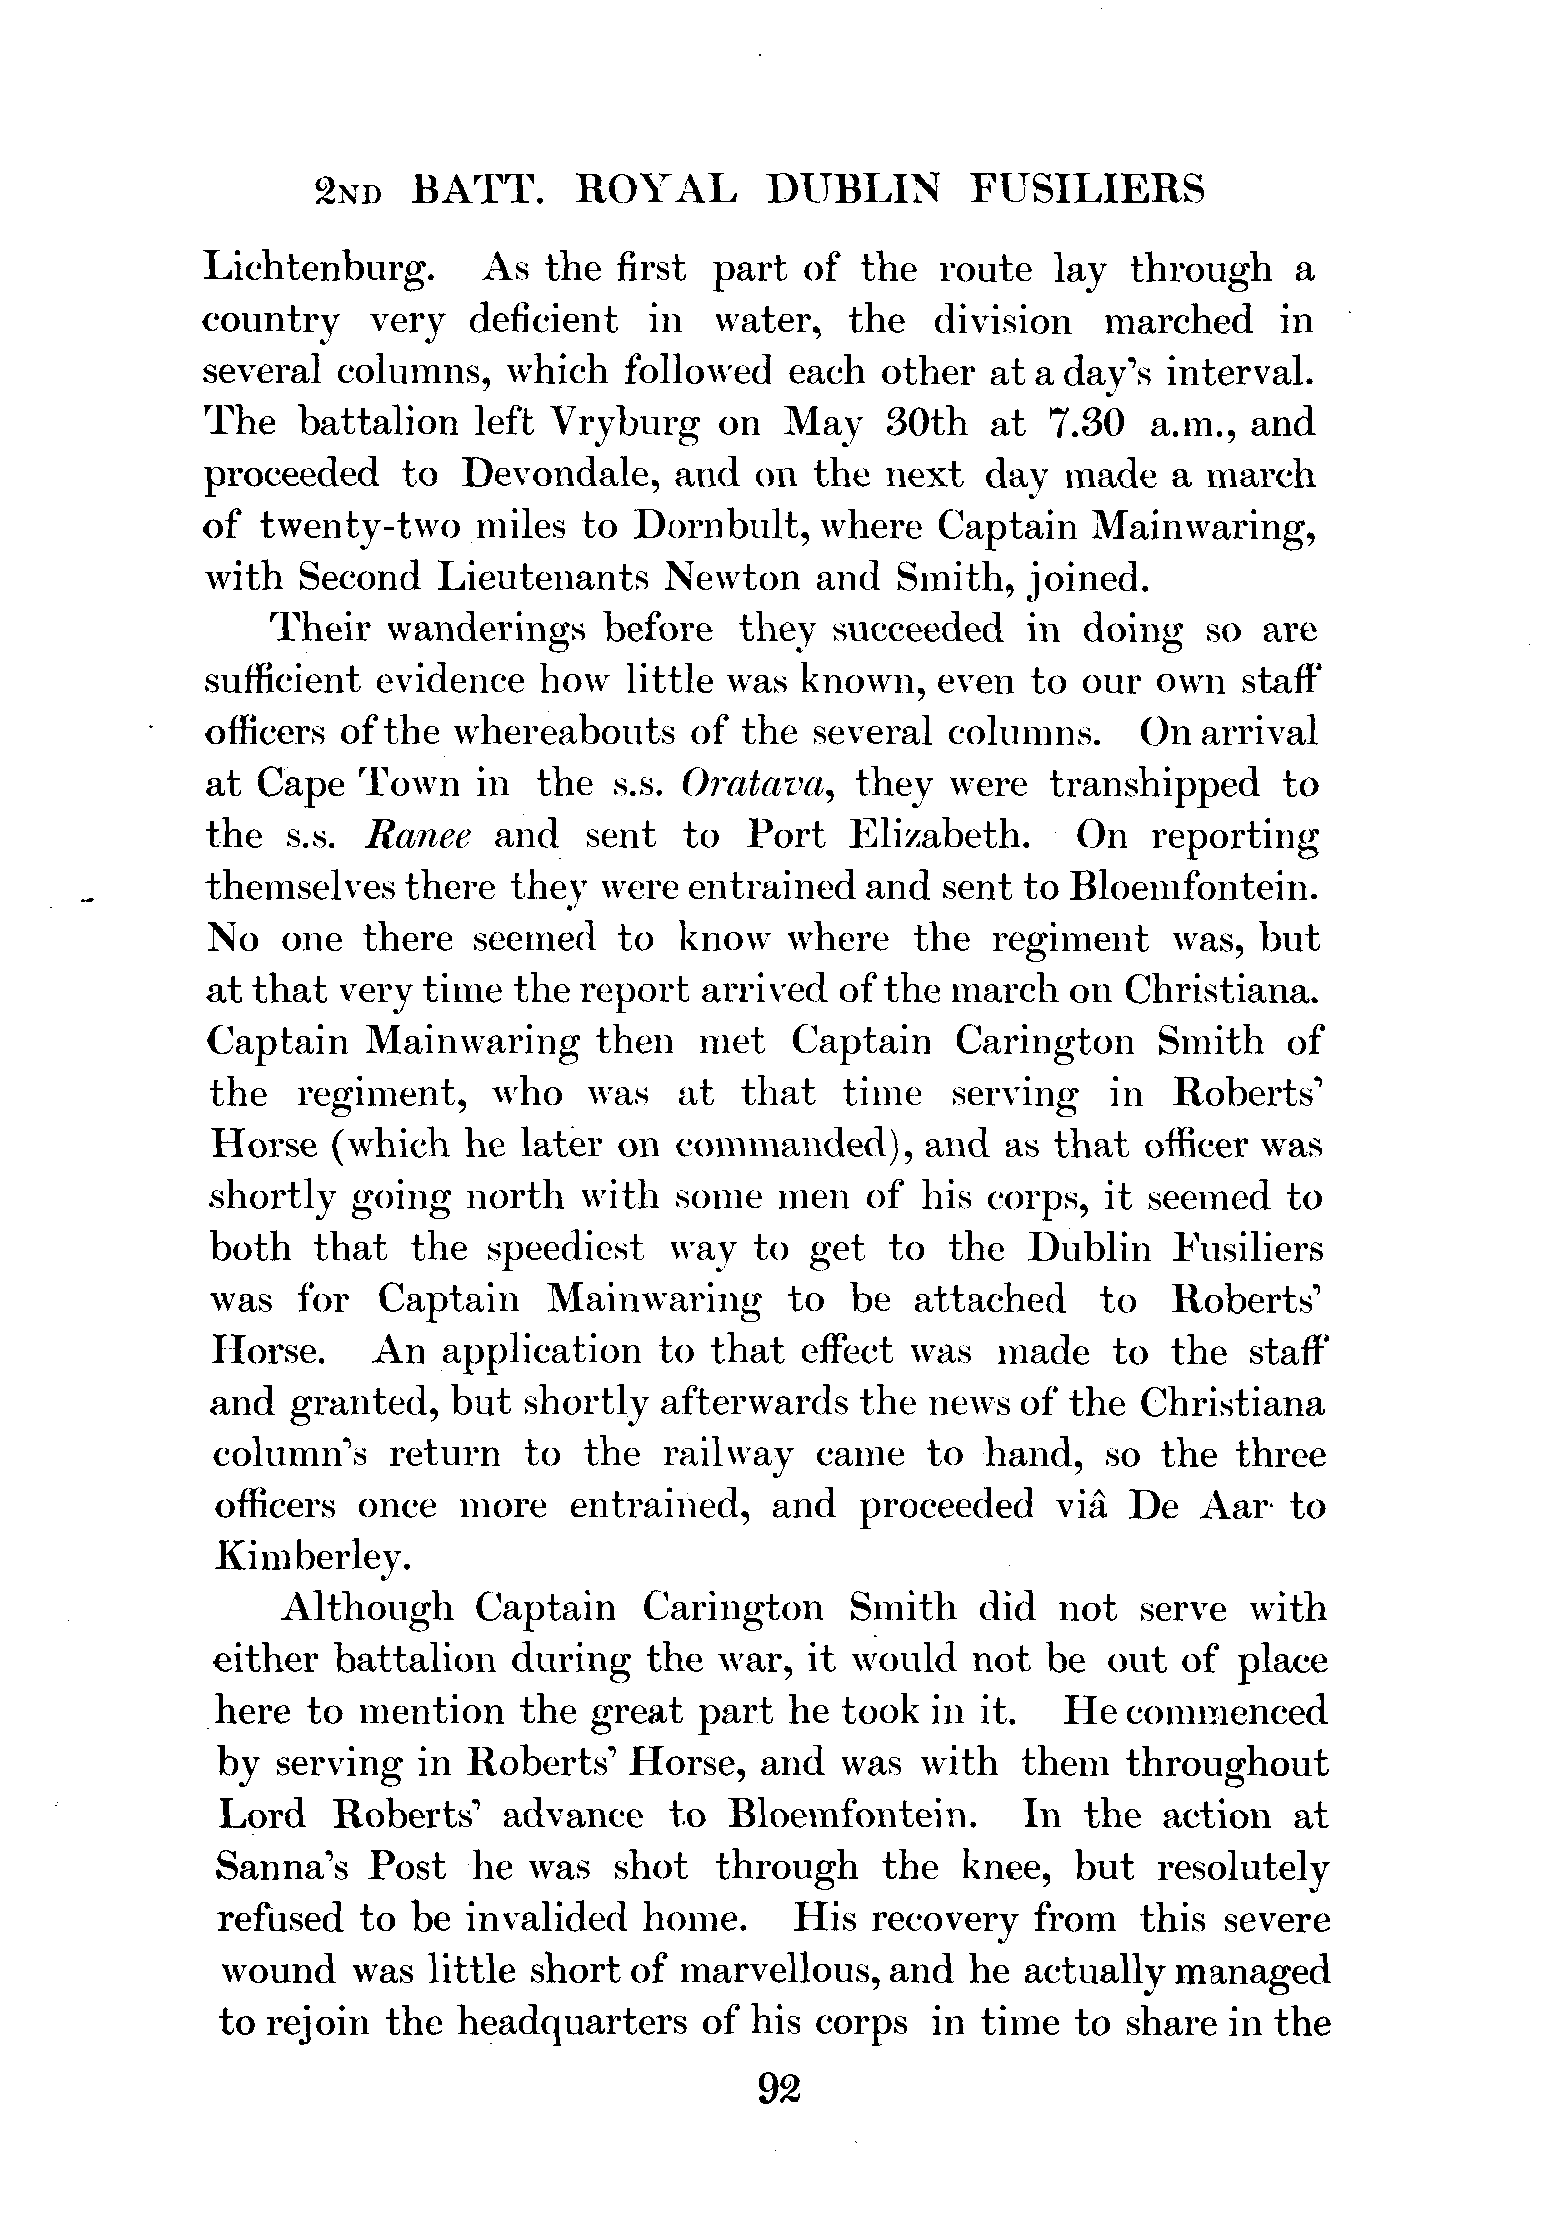 2ND BATT. ROYAL DUBLIN FUSILIERS
Lichtenburg. As the first part of the route lay through a
country very deficient in water, the division marched in
several columns, which followed each other at a day's interval.
The battalion left Vryburg on May 30th at 7.30 a.m., and
proceeded to Devondale, and on the next day made a march
of twenty-two miles to Dornbult, where Captain Mainwaring,
with Second Lieutenants Newton and Smith, joined.
Their wanderings before they succeeded in doing so are
sufficient evidence how little was known, even to our own staff
officers of the whereabouts of the several columns. On arrival
at Cape Town in the s.s. Oratava, they were transhipped to
the s.s. Ranee and sent to Port Elizabeth. On reporting
themselves there they were entrained and sent to Bloemfontein.
No one there seemed to know where the regiment was, but
at that very time the report arrived of the march on Christiana.
Captain Mainwaring then met Captain Carington Smith of
the regiment, who was at that time serving in Roberts'
Horse (which he later on commanded), and as that officer was
shortly going north with some men of his corps, it seemed to
both that the speediest way to get to the Dublin Fusiliers
was for Captain Mainwaring to be attached to Roberts'
Horse. An application to that effect was made to the staff
and granted, but shortly afterwards the news of the Christiana
column's return to the railway came to hand, so the three
officers once more entrained, and proceeded viâ De Aar to
Kimberley.
Although Captain Carington Smith did not serve with
either battalion during the war, it would not be out of place
here to mention the great part he took in it. He commenced
by serving in Roberts' Horse, and was with them throughout
Lord Roberts' advance to Bloemfontein. In the action at
Sanna's Post he was shot through the knee, but resolutely
refused to be invalided home. His recovery from this severe
wound was little short of marvellous, and he actually managed
to rejoin the headquarters of his corps in time to share in the
92